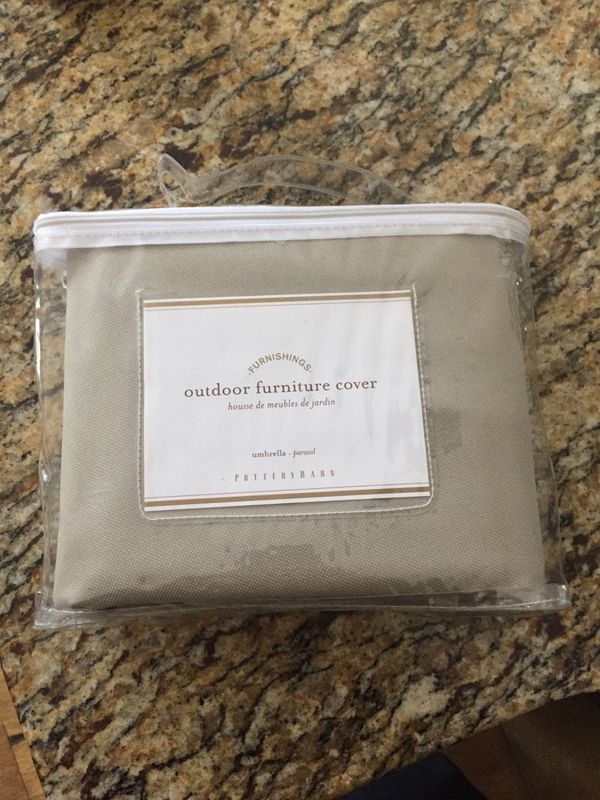 ·FURNISHINGS·
outdoor furniture cover
housse de meubles de jardin
umbrella - parasol
POTTERYBARN